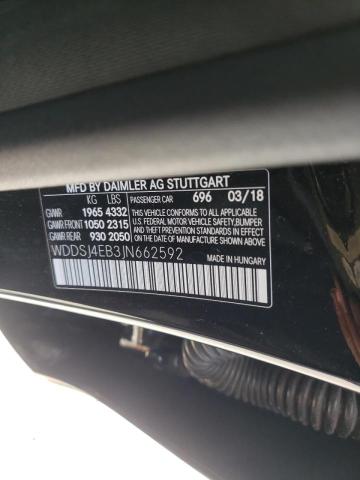 MFD BY DAIMLER AG STUTTGART
KG LBS PASSENGER CAR 696 03/18
GVWR 1965 4332 THIS VEHICLE CONFORMS TO ALL APPLICABLE
GAWR FRONT 1050 2315 U.S. FEDERAL MOTOR VEHICLE SAFETY, BUMPER
GAWR REAR 930 2050 AND THEFT PREVENTION STANDARDS IN
EFFECT ON THE DATE OF MANUFACTURE SHOWN ABOVE.
WDDSJ4EB3JN662592 MADE IN HUNGARY